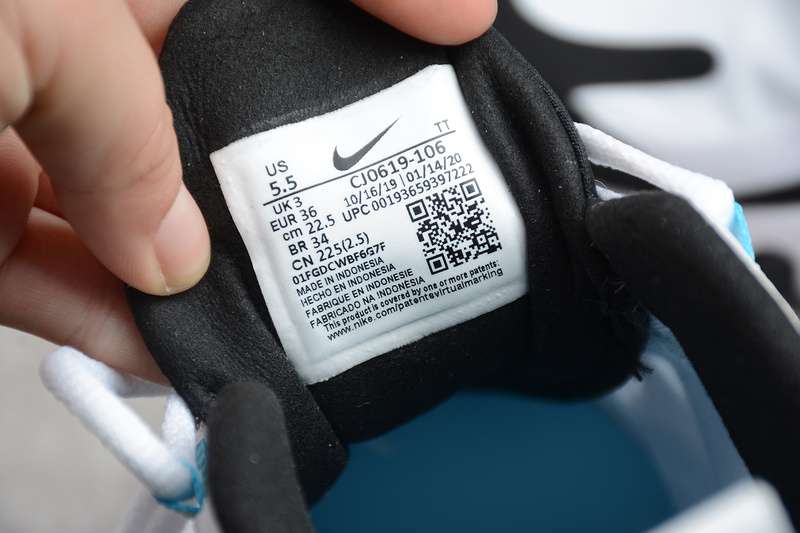 TT
US
5.5
CJ0619-106
UK 3
10/16/19 | 01/14/20
EUR 36
UPC 00193659397222
cm 22.5
BR 34
CN 225(2.5)
01FGDCWBF6G7F
MADE IN INDONESIA
HECHO EN INDONESIA
FABRIQUE EN INDONESIE
FABRICADO NA INDONESIA
This product is covered by one or more patents:
www.nike.com/patentevirtualmarking